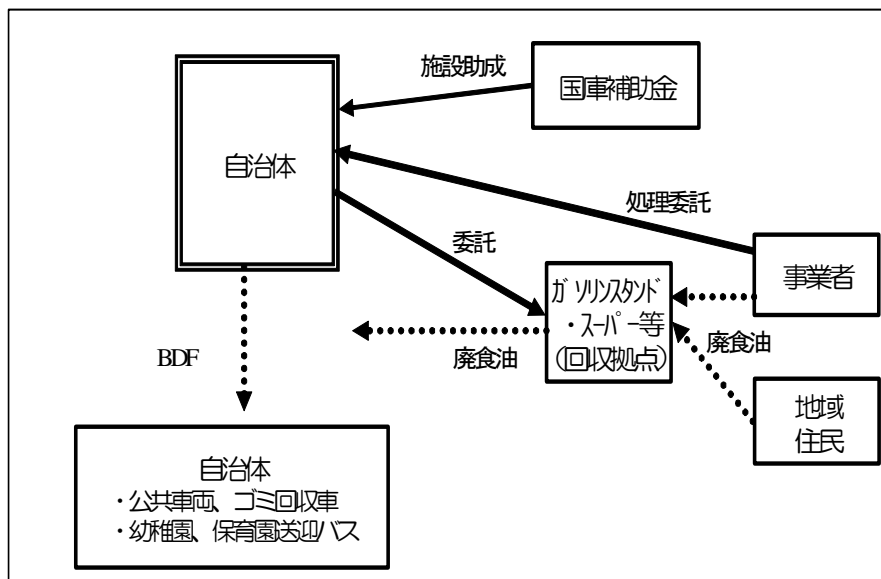 施設助成
国庫補助金
自治体
処理委託
委託
事業者
ガソリンスタンド
・スーパー等
(回収拠点)
廃食油
廃食油
BDF
地域
住民
自治体
・公共車両、ゴミ回収車
・幼稚園、保育園送迎バス